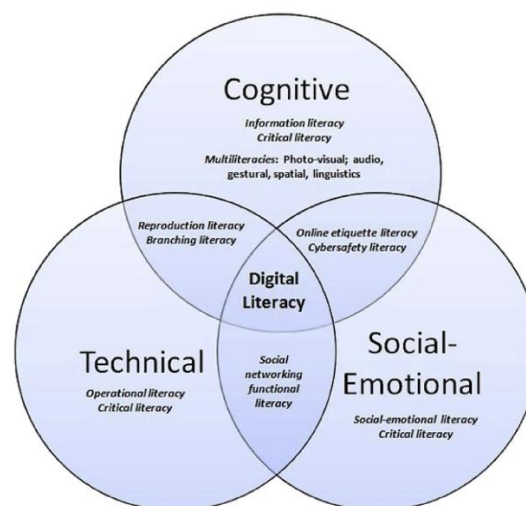 Cognitive
Information literacy
Critical literacy
Multiliteracies: Photo-visual; audio,
gestural, spatial, linguistics
Reproduction literacy
Branching literacy
Online etiquette literacy
Cybersafety literacy
Digital
Literacy
Technical
Operational literacy
Critical literacy
Social
networking
functional
literacy
Social-
Emotional
Social-emotional literacy
Critical literacy